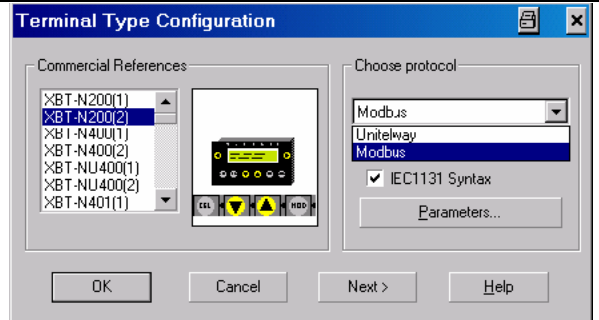 Terminal Type Configuration
Commercial References
XBT-N200(1)
XBT-N200(2)
XBT-N400(1)
XBT-N400(2)
XBT-NU400(1)
XBT-NU400(2)
XBT-N401(1)
CEL
MOD
Choose protocol
Modbus
Unitelway
Modbus
IEC1131 Syntax
Parameters...
OK
Cancel
Next >
Help